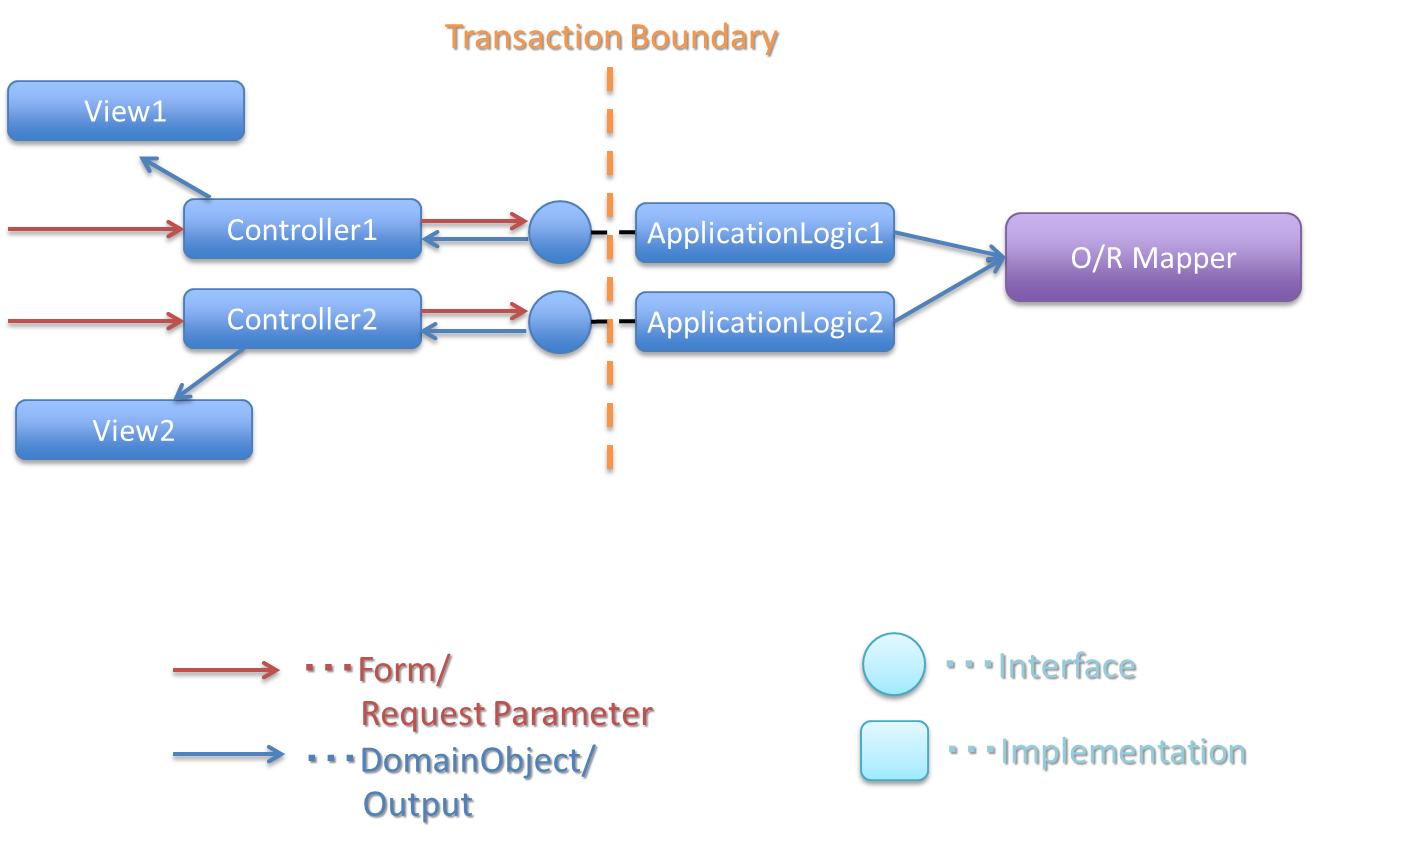 Transaction Boundary
View1
Controller1
ApplicationLogic1
O/R Mapper
Controller2
ApplicationLogic2
View2
・・・Form/
Request Parameter
・・・DomainObject/
Output
・・・Interface
・・・Implementation